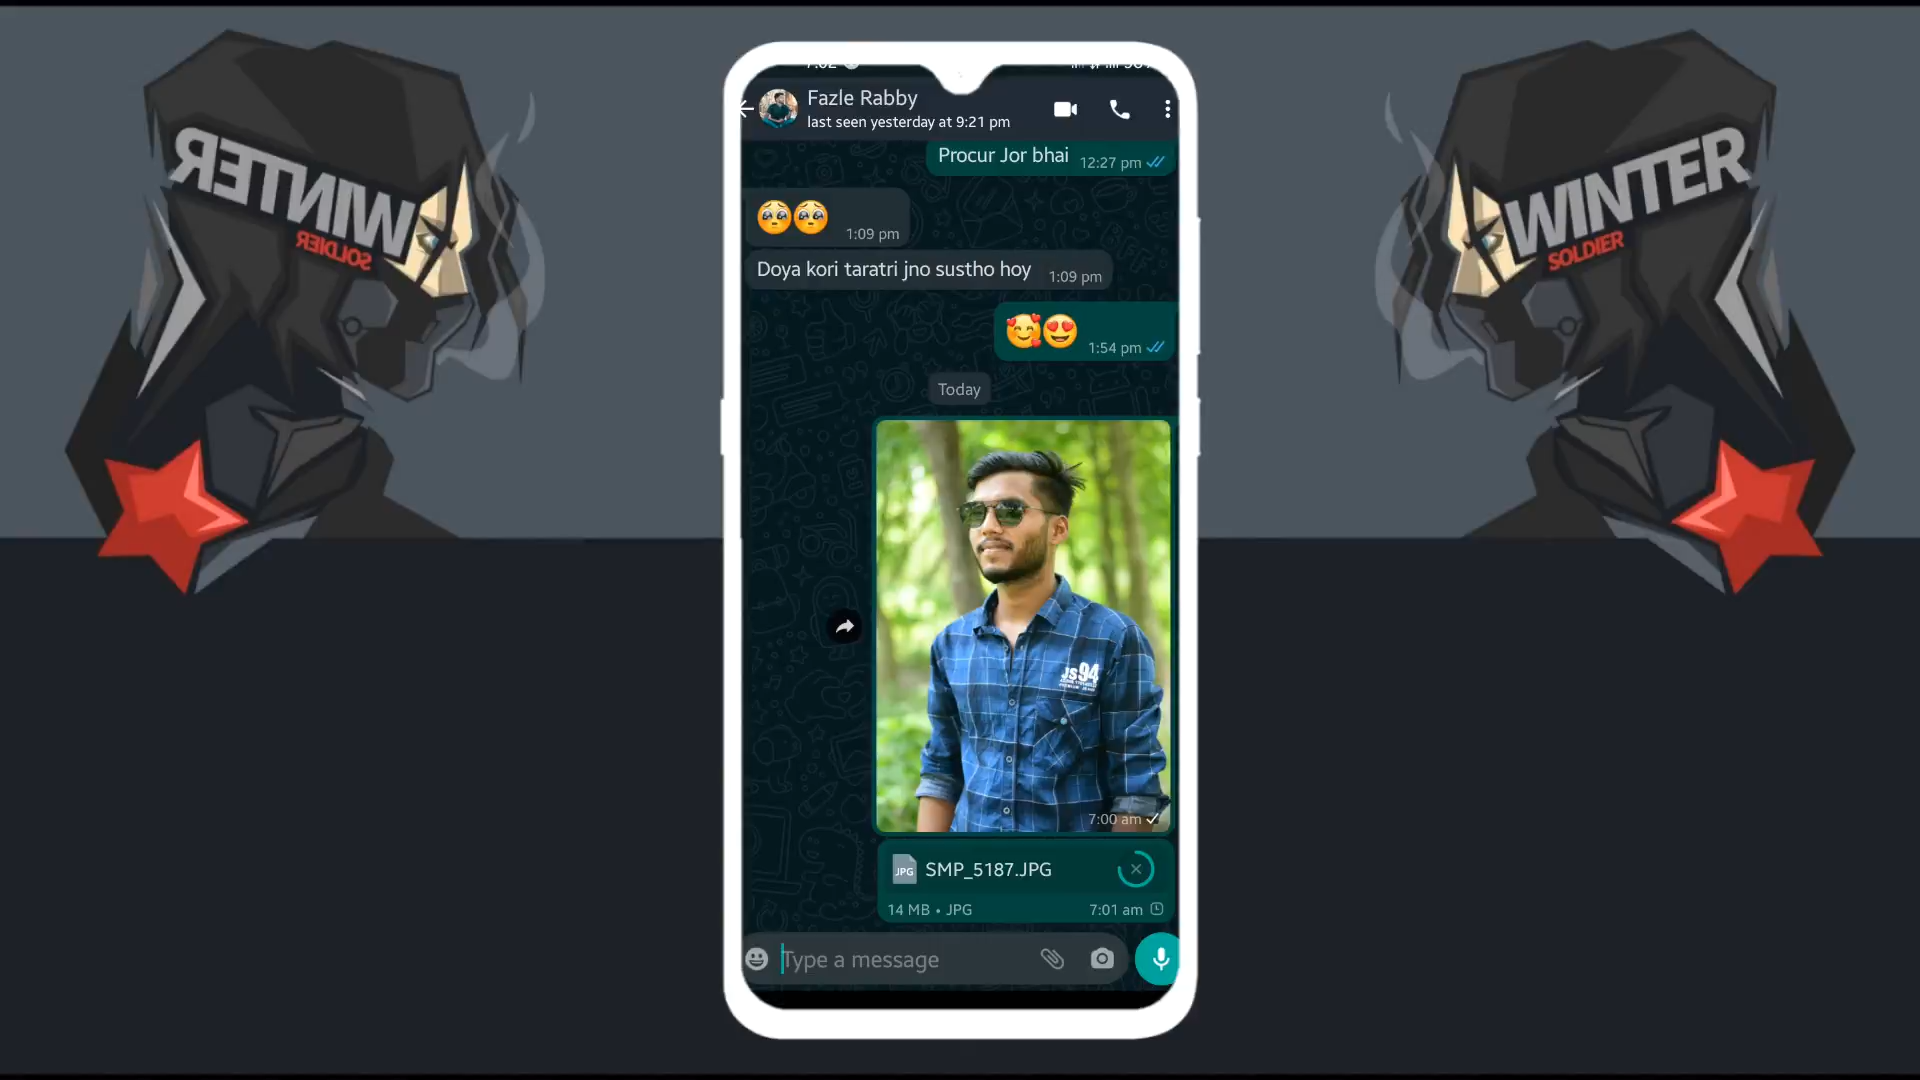 WINTER
SOLDIER
WINTER
SOLDIER
Fazle Rabby
last seen yesterday at 9:21 pm
Procur Jor bhai 12:27 pm
1:09 pm
Doya kori taratri jno sustho hoy 1:09 pm
1:54 pm
Today
JS94
7:00 am
JPG SMP_5187.JPG
14 MB • JPG 7:01 am
Type a message